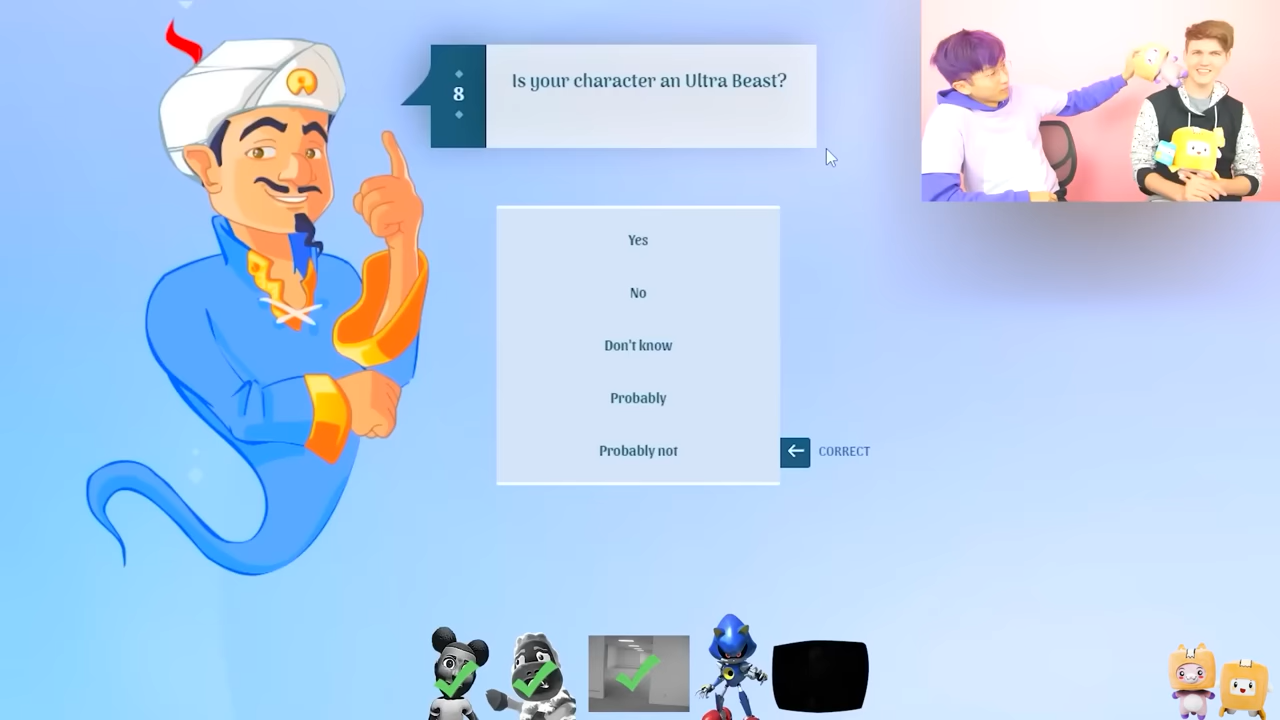 8
Is your character an Ultra Beast?
Yes
No
Don't know
Probably
Probably not
CORRECT